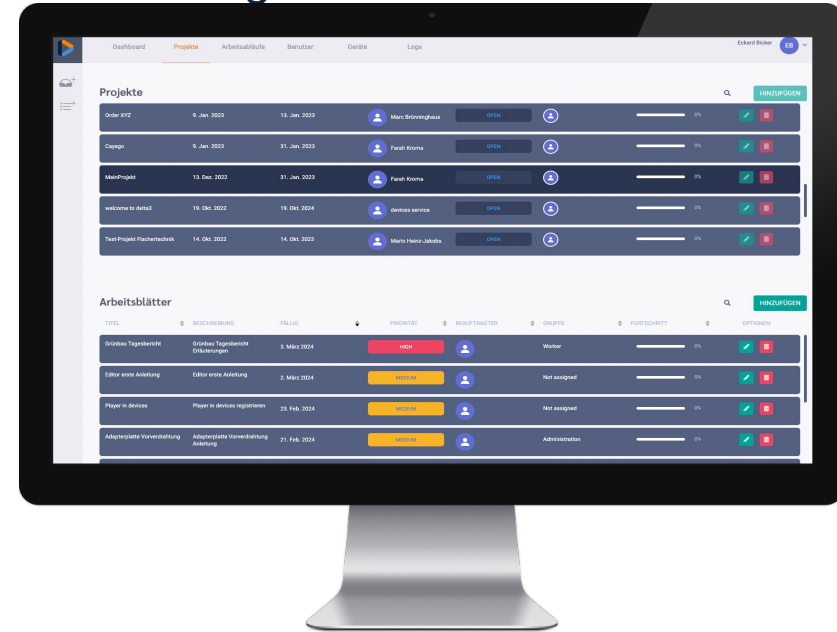 Dashboard Projekte Arbeitsabläufe Benutzer Geräte Logs Eckard Bicker EB
Projekte HINZUFÜGEN
Order XYZ 9. Jan. 2023 13. Jan. 2023 Marc Brünninghaus OPEN 0%
Cayago 9. Jan. 2023 31. Jan. 2023 Farah Kroma OPEN 0%
MeinProjekt 13. Dez. 2022 31. Jan. 2023 Farah Kroma OPEN 0%
welcome to delta3 19. Okt. 2022 19. Okt. 2024 devices service OPEN 0%
Test-Projekt Fischertechnik 14. Okt. 2022 14. Okt. 2023 Mario Heinz-Jakobs OPEN 0%
Arbeitsblätter HINZUFÜGEN
TITEL BESCHREIBUNG FÄLLIG PRIORITÄT BEAUFTRAGTER GRUPPE FORTSCHRITT OPTIONEN
Grünbau Tagesbericht Grünbau Tagesbericht Erläuterungen 3. März 2024 HIGH Worker 0%
Editor erste Anleitung Editor erste Anleitung 2. März 2024 MEDIUM Not assigned 0%
Player in devices Player in devices registrieren 23. Feb. 2024 MEDIUM Not assigned 0%
Adapterplatte Vorverdrahtung Adapterplatte Vorverdrahtung Anleitung 21. Feb. 2024 MEDIUM Administration 0%